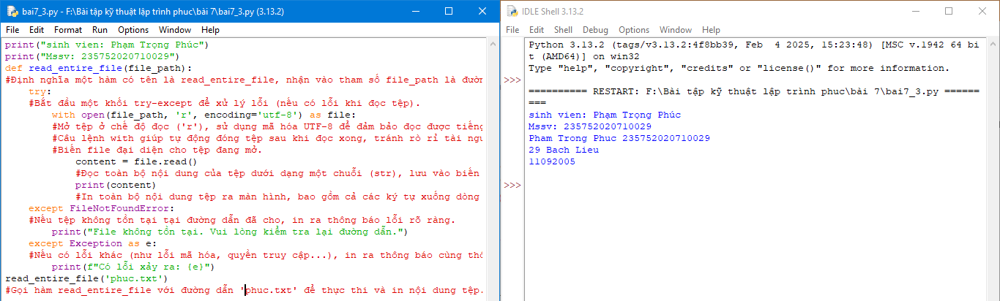 bai7_3.py - F:\Bài tập kỹ thuật lập trình phuc\bài 7\bai7_3.py (3.13.2)
File Edit Format Run Options Window Help
print("sinh vien: Phạm Trọng Phúc")
print("Mssv: 235752020710029")
def read_entire_file(file_path):
#Định nghĩa một hàm có tên là read_entire_file, nhận vào tham số file_path là đườn
try:
#Bắt đầu một khối try-except để xử lý lỗi (nếu có lỗi khi đọc tệp).
with open(file_path, 'r', encoding='utf-8') as file:
#Mở tệp ở chế độ đọc ('r'), sử dụng mã hóa UTF-8 để đảm bảo đọc được tiếng
#Câu lệnh with giúp tự động đóng tệp sau khi đọc xong, tránh rò rỉ tài ngu
#Biến file đại diện cho tệp đang mở.
content = file.read()
#Đọc toàn bộ nội dung của tệp dưới dạng một chuỗi (str), lưu vào biến
print(content)
#In toàn bộ nội dung tệp ra màn hình, bao gồm cả các ký tự xuống dòng
except FileNotFoundError:
#Nếu tệp không tồn tại tại đường dẫn đã cho, in ra thông báo lỗi rõ ràng.
print("File không tồn tại. Vui lòng kiểm tra lại đường dẫn.")
except Exception as e:
#Nếu có lỗi khác (như lỗi mã hóa, quyền truy cập...), in ra thông báo cùng thô
print(f"Có lỗi xảy ra: {e}")
read_entire_file('phuc.txt')
#Gọi hàm read_entire_file với đường dẫn 'phuc.txt' để thực thi và in nội dung tệp.
IDLE Shell 3.13.2
File Edit Shell Debug Options Window Help
Python 3.13.2 (tags/v3.13.2:4f8bb39, Feb 4 2025, 15:23:48) [MSC v.1942 64 bi
t (AMD64)] on win32
Type "help", "copyright", "credits" or "license()" for more information.
>>>
========== RESTART: F:\Bài tập kỹ thuật lập trình phuc\bài 7\bai7_3.py ======
===
sinh vien: Phạm Trọng Phúc
Mssv: 235752020710029
Pham Trong Phuc 235752020710029
29 Bach Lieu
11092005
>>>